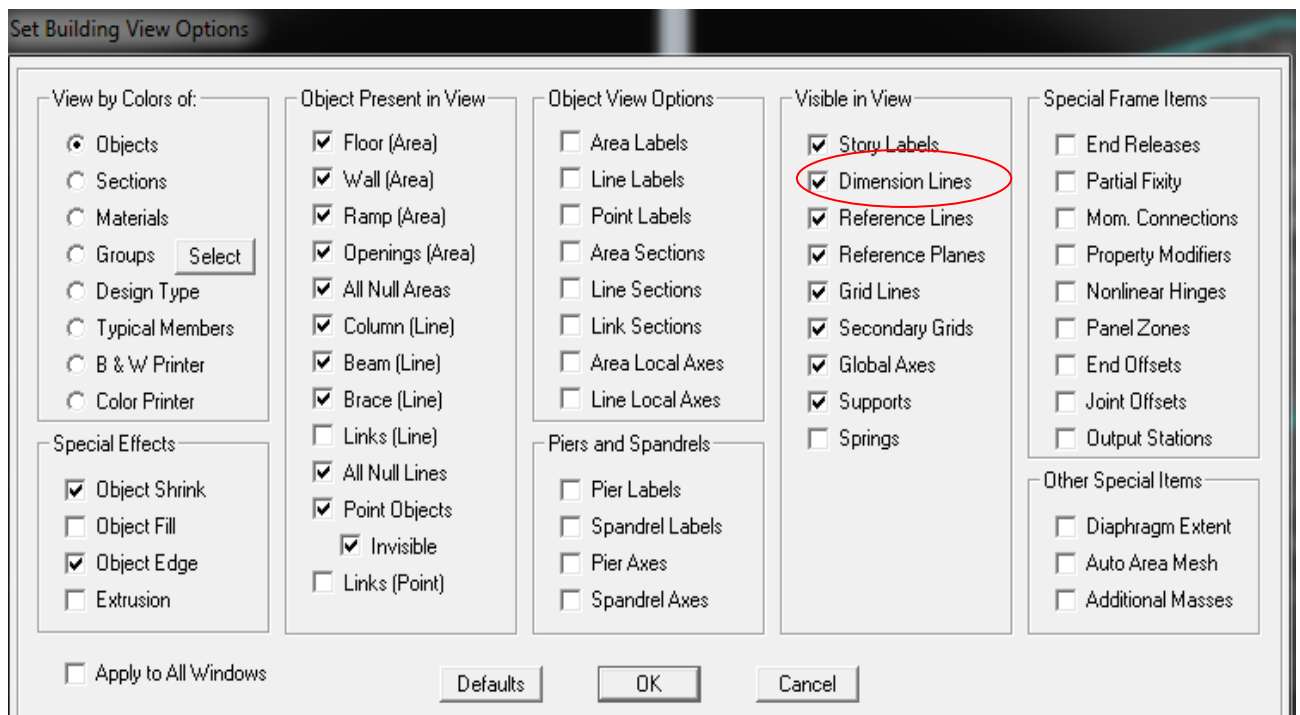 Set Building View Options
View by Colors of:
Objects
Sections
Materials
Groups
Select
Design Type
Typical Members
B & W Printer
Color Printer
Special Effects
Object Shrink
Object Fill
Object Edge
Extrusion
Object Present in View
Floor (Area)
Wall (Area)
Ramp (Area)
Openings (Area)
All Null Areas
Column (Line)
Beam (Line)
Brace (Line)
Links (Line)
All Null Lines
Point Objects
Invisible
Links (Point)
Object View Options
Area Labels
Line Labels
Point Labels
Area Sections
Line Sections
Link Sections
Area Local Axes
Line Local Axes
Piers and Spandrels
Pier Labels
Spandrel Labels
Pier Axes
Spandrel Axes
Visible in View
Story Labels
Dimension Lines
Reference Lines
Reference Planes
Grid Lines
Secondary Grids
Global Axes
Supports
Springs
Special Frame Items
End Releases
Partial Fixity
Mom. Connections
Property Modifiers
Nonlinear Hinges
Panel Zones
End Offsets
Joint Offsets
Output Stations
Other Special Items
Diaphragm Extent
Auto Area Mesh
Additional Masses
Apply to All Windows
Defaults
OK
Cancel